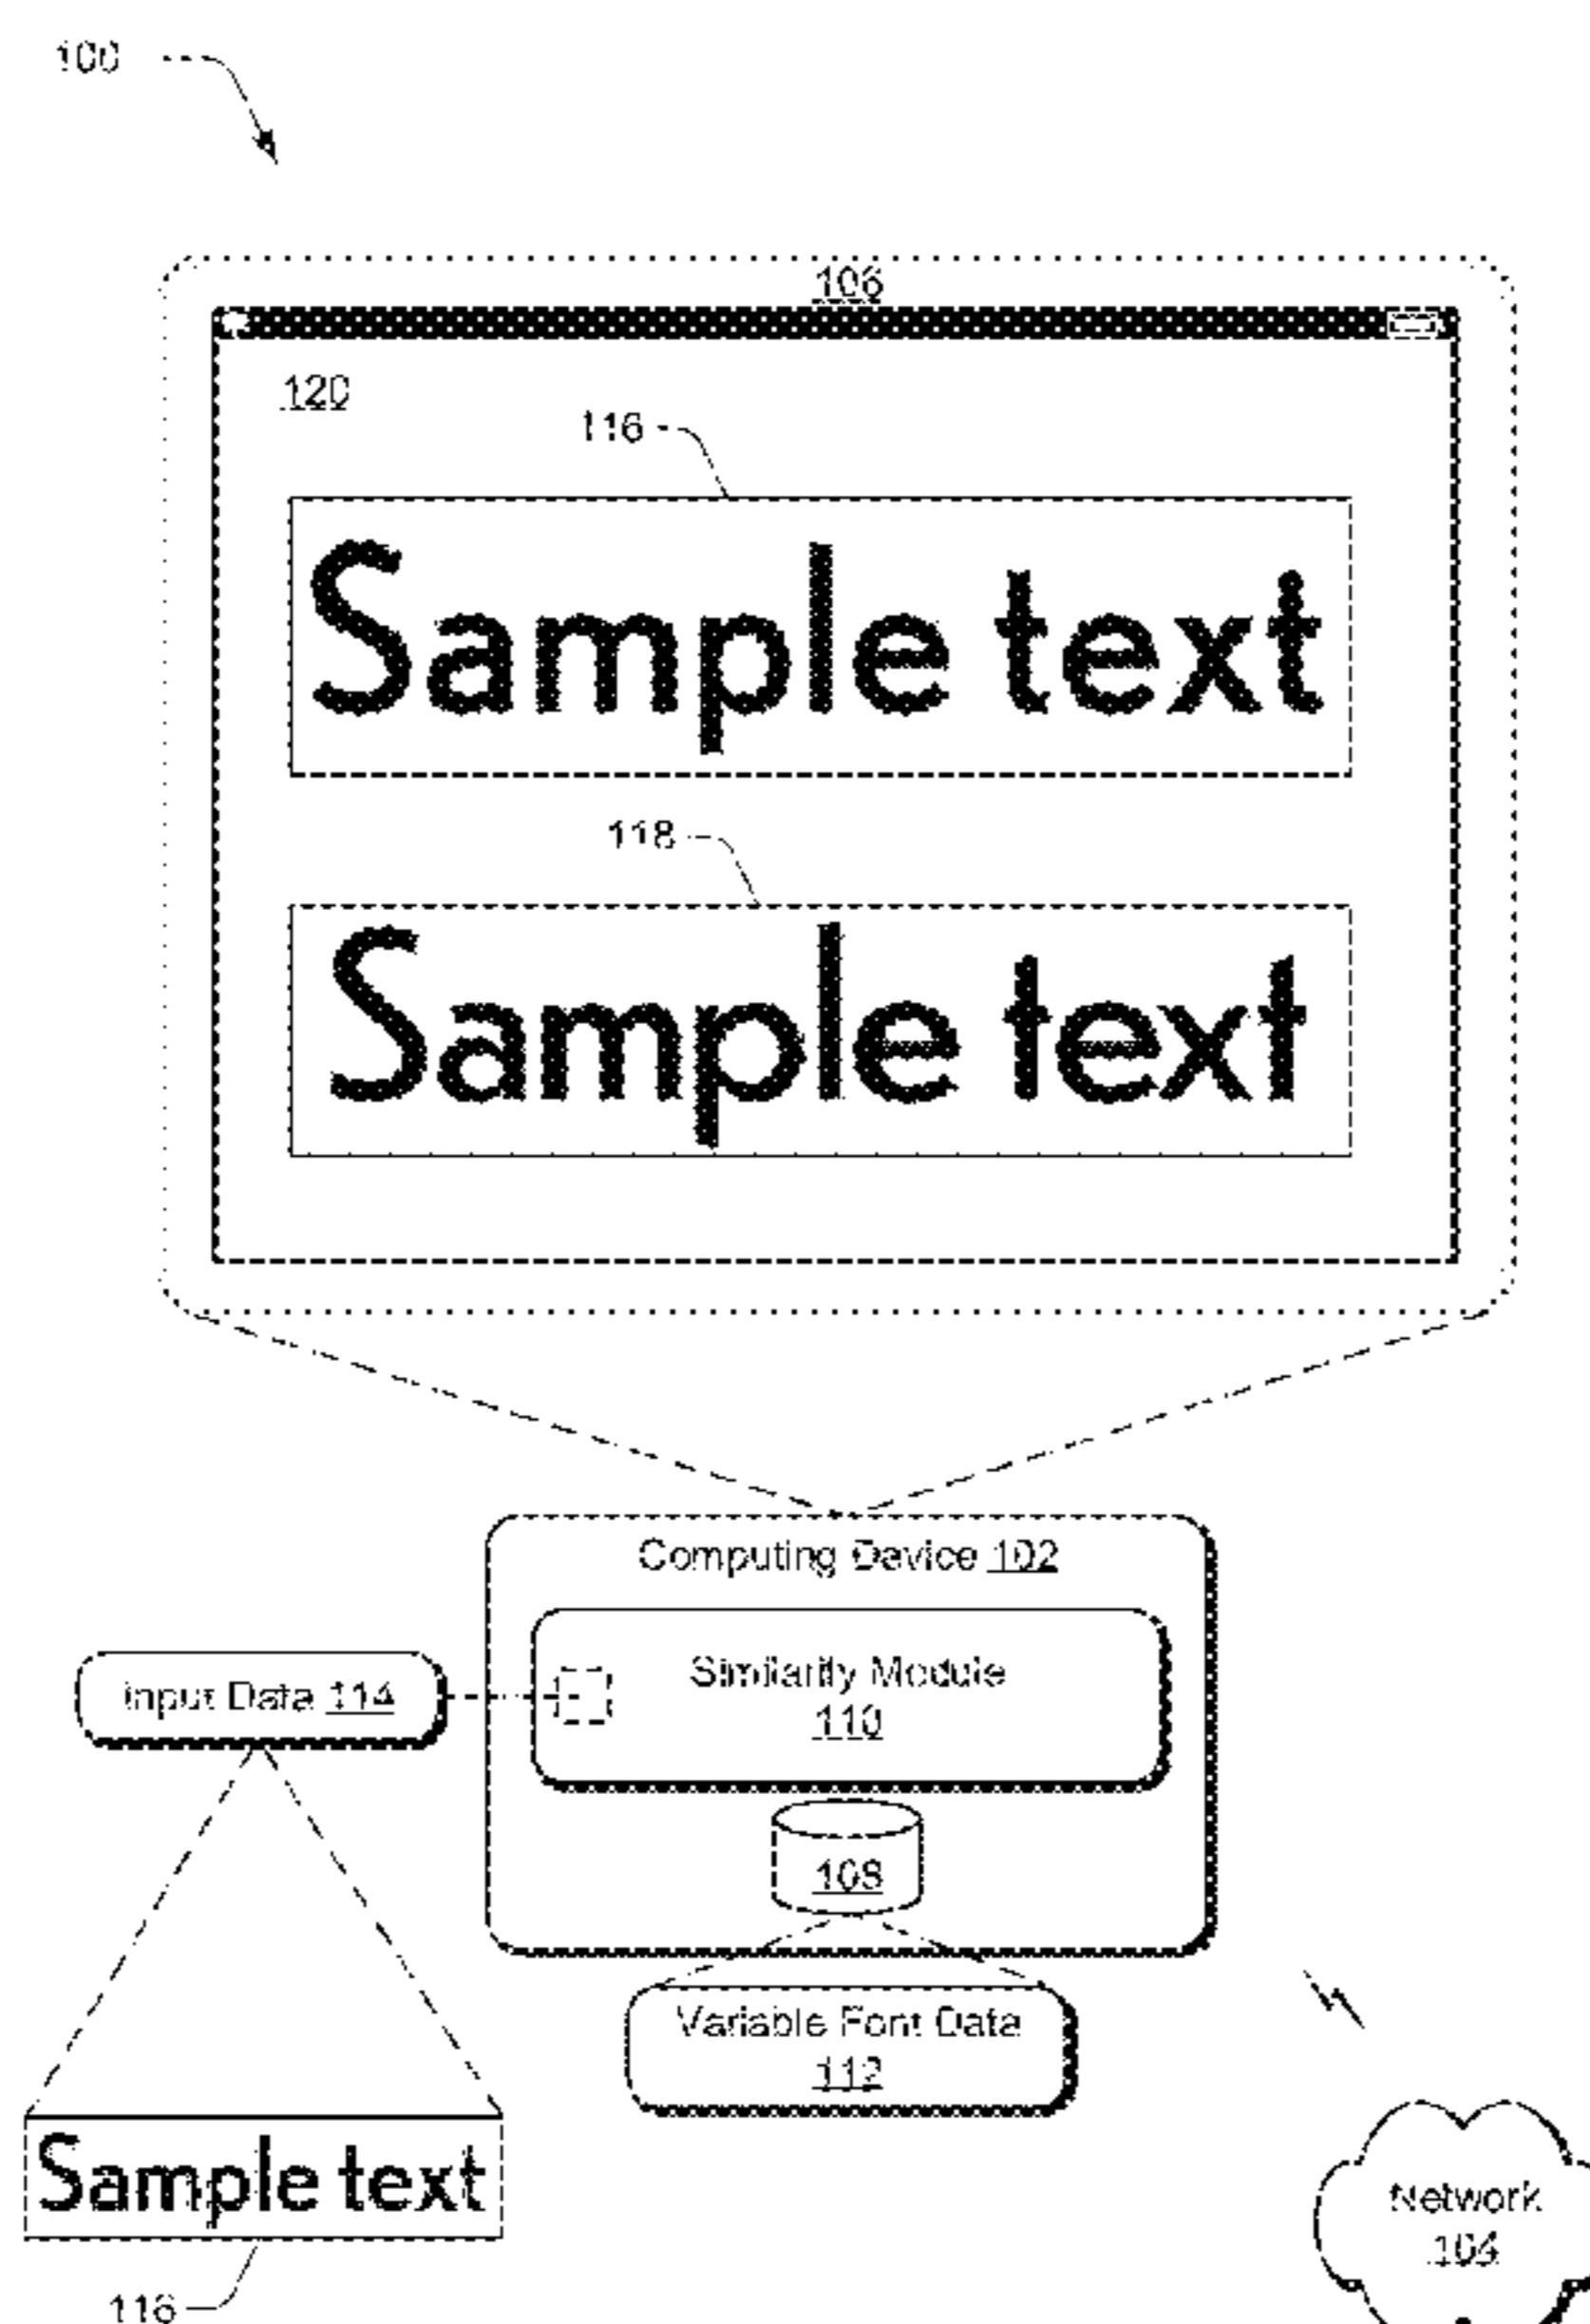 100
106
120
116
Sample text
118
Sample text
Computing Device 102
Similarity Module
110
Input Data 114
108
Variable Font Data
112
Sample text
Network
104
116